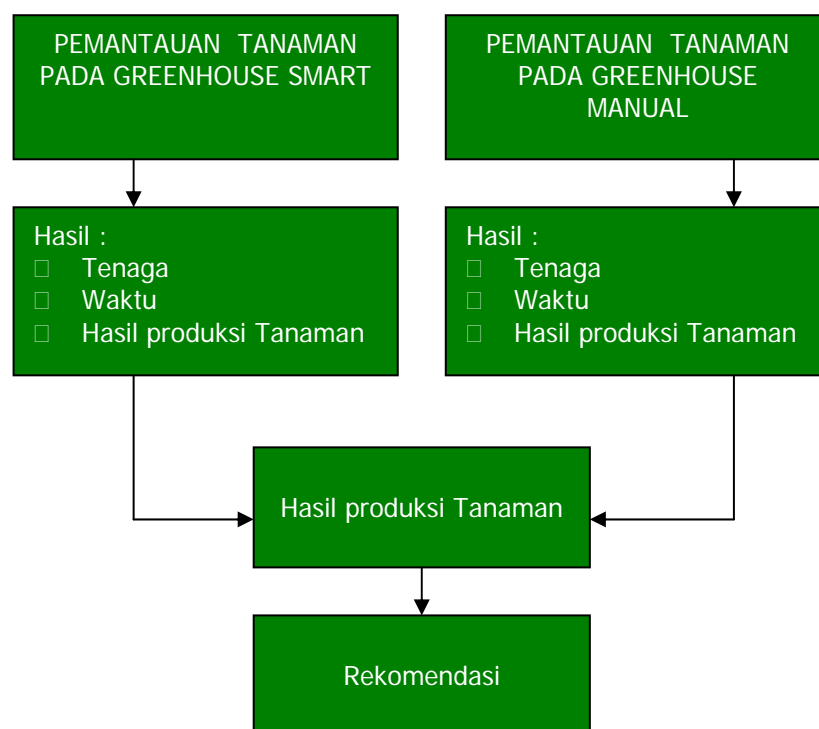 PEMANTAUAN TANAMAN
PADA GREENHOUSE SMART
PEMANTAUAN TANAMAN
PADA GREENHOUSE
MANUAL
Hasil :
Tenaga
Waktu
Hasil produksi Tanaman
Hasil :
Tenaga
Waktu
Hasil produksi Tanaman
Hasil produksi Tanaman
Rekomendasi